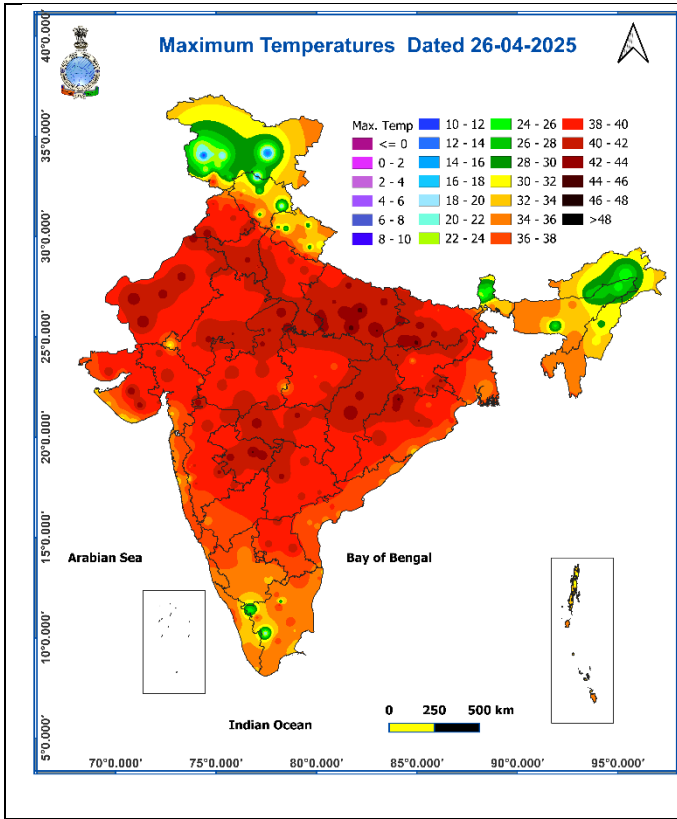 Maximum Temperatures Dated 26-04-2025
Max. Temp
<= 0
0 - 2
2 - 4
4 - 6
6 - 8
8 - 10
10 - 12
12 - 14
14 - 16
16 - 18
18 - 20
20 - 22
22 - 24
24 - 26
26 - 28
28 - 30
30 - 32
32 - 34
34 - 36
36 - 38
38 - 40
40 - 42
42 - 44
44 - 46
46 - 48
>48
40°0.000'
35°0.000'
30°0.000'
25°0.000'
20°0.000'
15°0.000'
10°0.000'
5°0.000'
Arabian Sea
Bay of Bengal
Indian Ocean
0 250 500 km
70°0.000' 75°0.000' 80°0.000' 85°0.000' 90°0.000' 95°0.000'